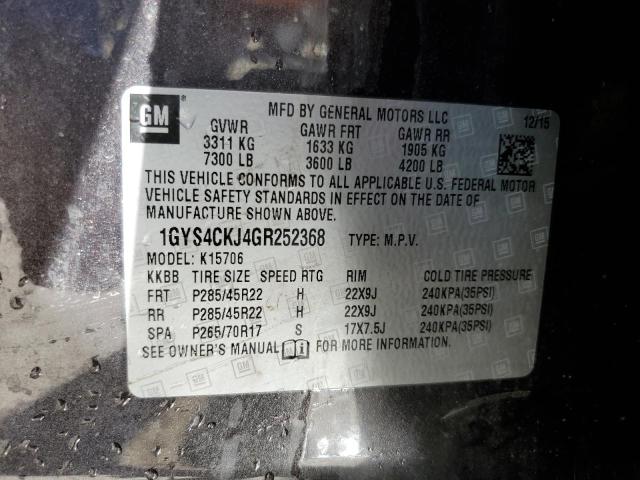 GM
MFD BY GENERAL MOTORS LLC
12/15
GVWR GAWR FRT GAWR RR
3311 KG 1633 KG 1905 KG
7300 LB 3600 LB 4200 LB
THIS VEHICLE CONFORMS TO ALL APPLICABLE U.S. FEDERAL MOTOR
VEHICLE SAFETY STANDARDS IN EFFECT ON THE DATE OF
MANUFACTURE SHOWN ABOVE.
1GYS4CKJ4GR252368 TYPE: M.P.V.
MODEL: K15706
KKBB TIRE SIZE SPEED RTG RIM COLD TIRE PRESSURE
FRT P285/45R22 H 22X9J 240KPA(35PSI)
RR P285/45R22 H 22X9J 240KPA(35PSI)
SPA P265/70R17 S 17X7.5J 240KPA(35PSI)
SEE OWNER'S MANUAL FOR MORE INFORMATION.